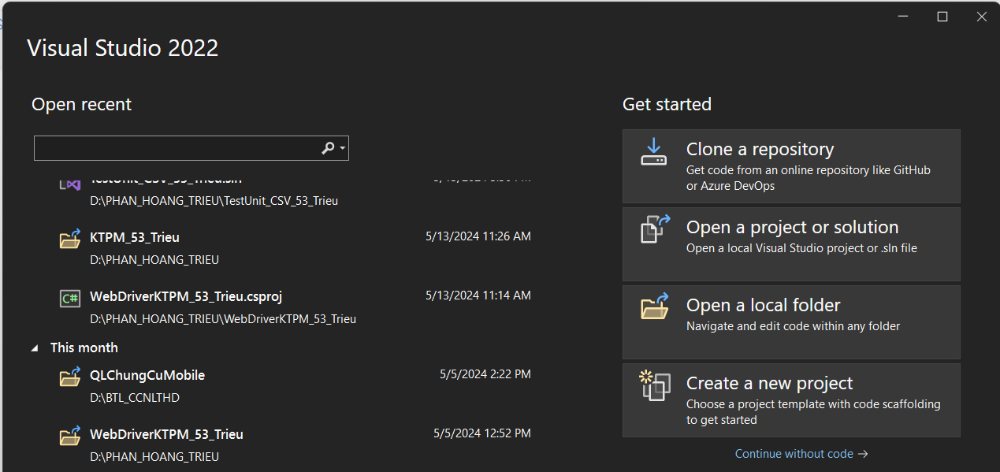 Visual Studio 2022
Open recent
TestUnit_CSV_53_Trieu.sln
D:\PHAN_HOANG_TRIEU\TestUnit_CSV_53_Trieu
KTPM_53_Trieu
5/13/2024 11:26 AM
D:\PHAN_HOANG_TRIEU
WebDriverKTPM_53_Trieu.csproj
5/13/2024 11:14 AM
D:\PHAN_HOANG_TRIEU\WebDriverKTPM_53_Trieu
This month
QLChungCuMobile
5/5/2024 2:22 PM
D:\BTL_CCNLTHD
WebDriverKTPM_53_Trieu
5/5/2024 12:52 PM
D:\PHAN_HOANG_TRIEU
Get started
Clone a repository
Get code from an online repository like GitHub
or Azure DevOps
Open a project or solution
Open a local Visual Studio project or .sln file
Open a local folder
Navigate and edit code within any folder
Create a new project
Choose a project template with code scaffolding
to get started
Continue without code →